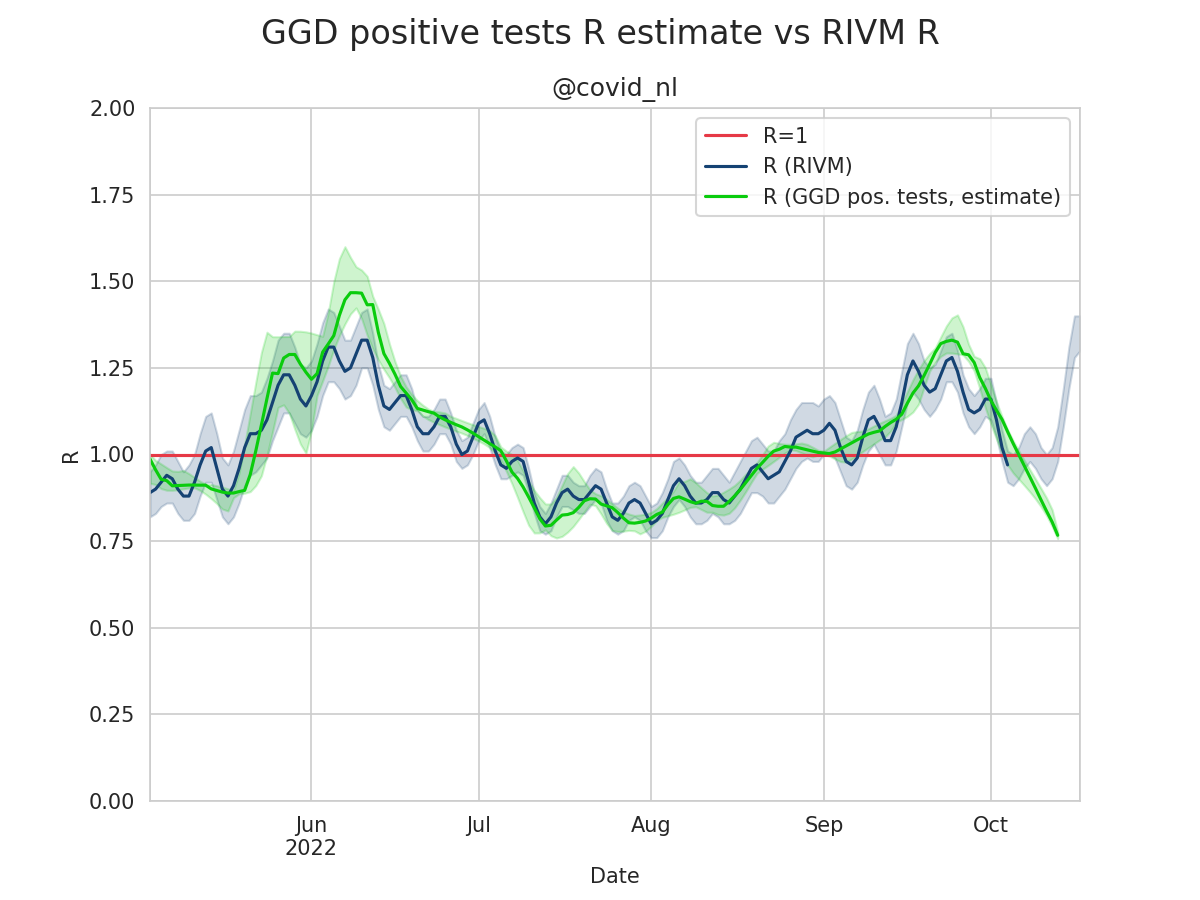 GGD positive tests R estimate vs RIVM R
@covid_nl
2.00
1.75
1.50
1.25
1.00
0.75
0.50
0.25
0.00
R
R=1
R (RIVM)
R (GGD pos. tests, estimate)
Jun
2022
Jul
Aug
Sep
Oct
Date